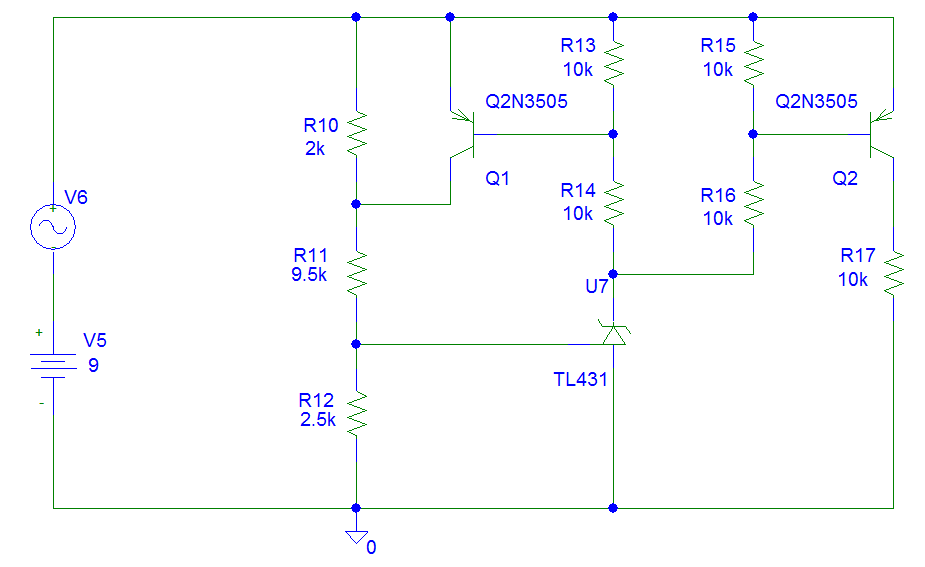 R13
10k
R15
10k
Q2N3505
Q2N3505
R10
2k
Q1
Q2
V6
+
-
R14
10k
R16
10k
R11
9.5k
R17
10k
U7
+
V5
9
-
TL431
R12
2.5k
0